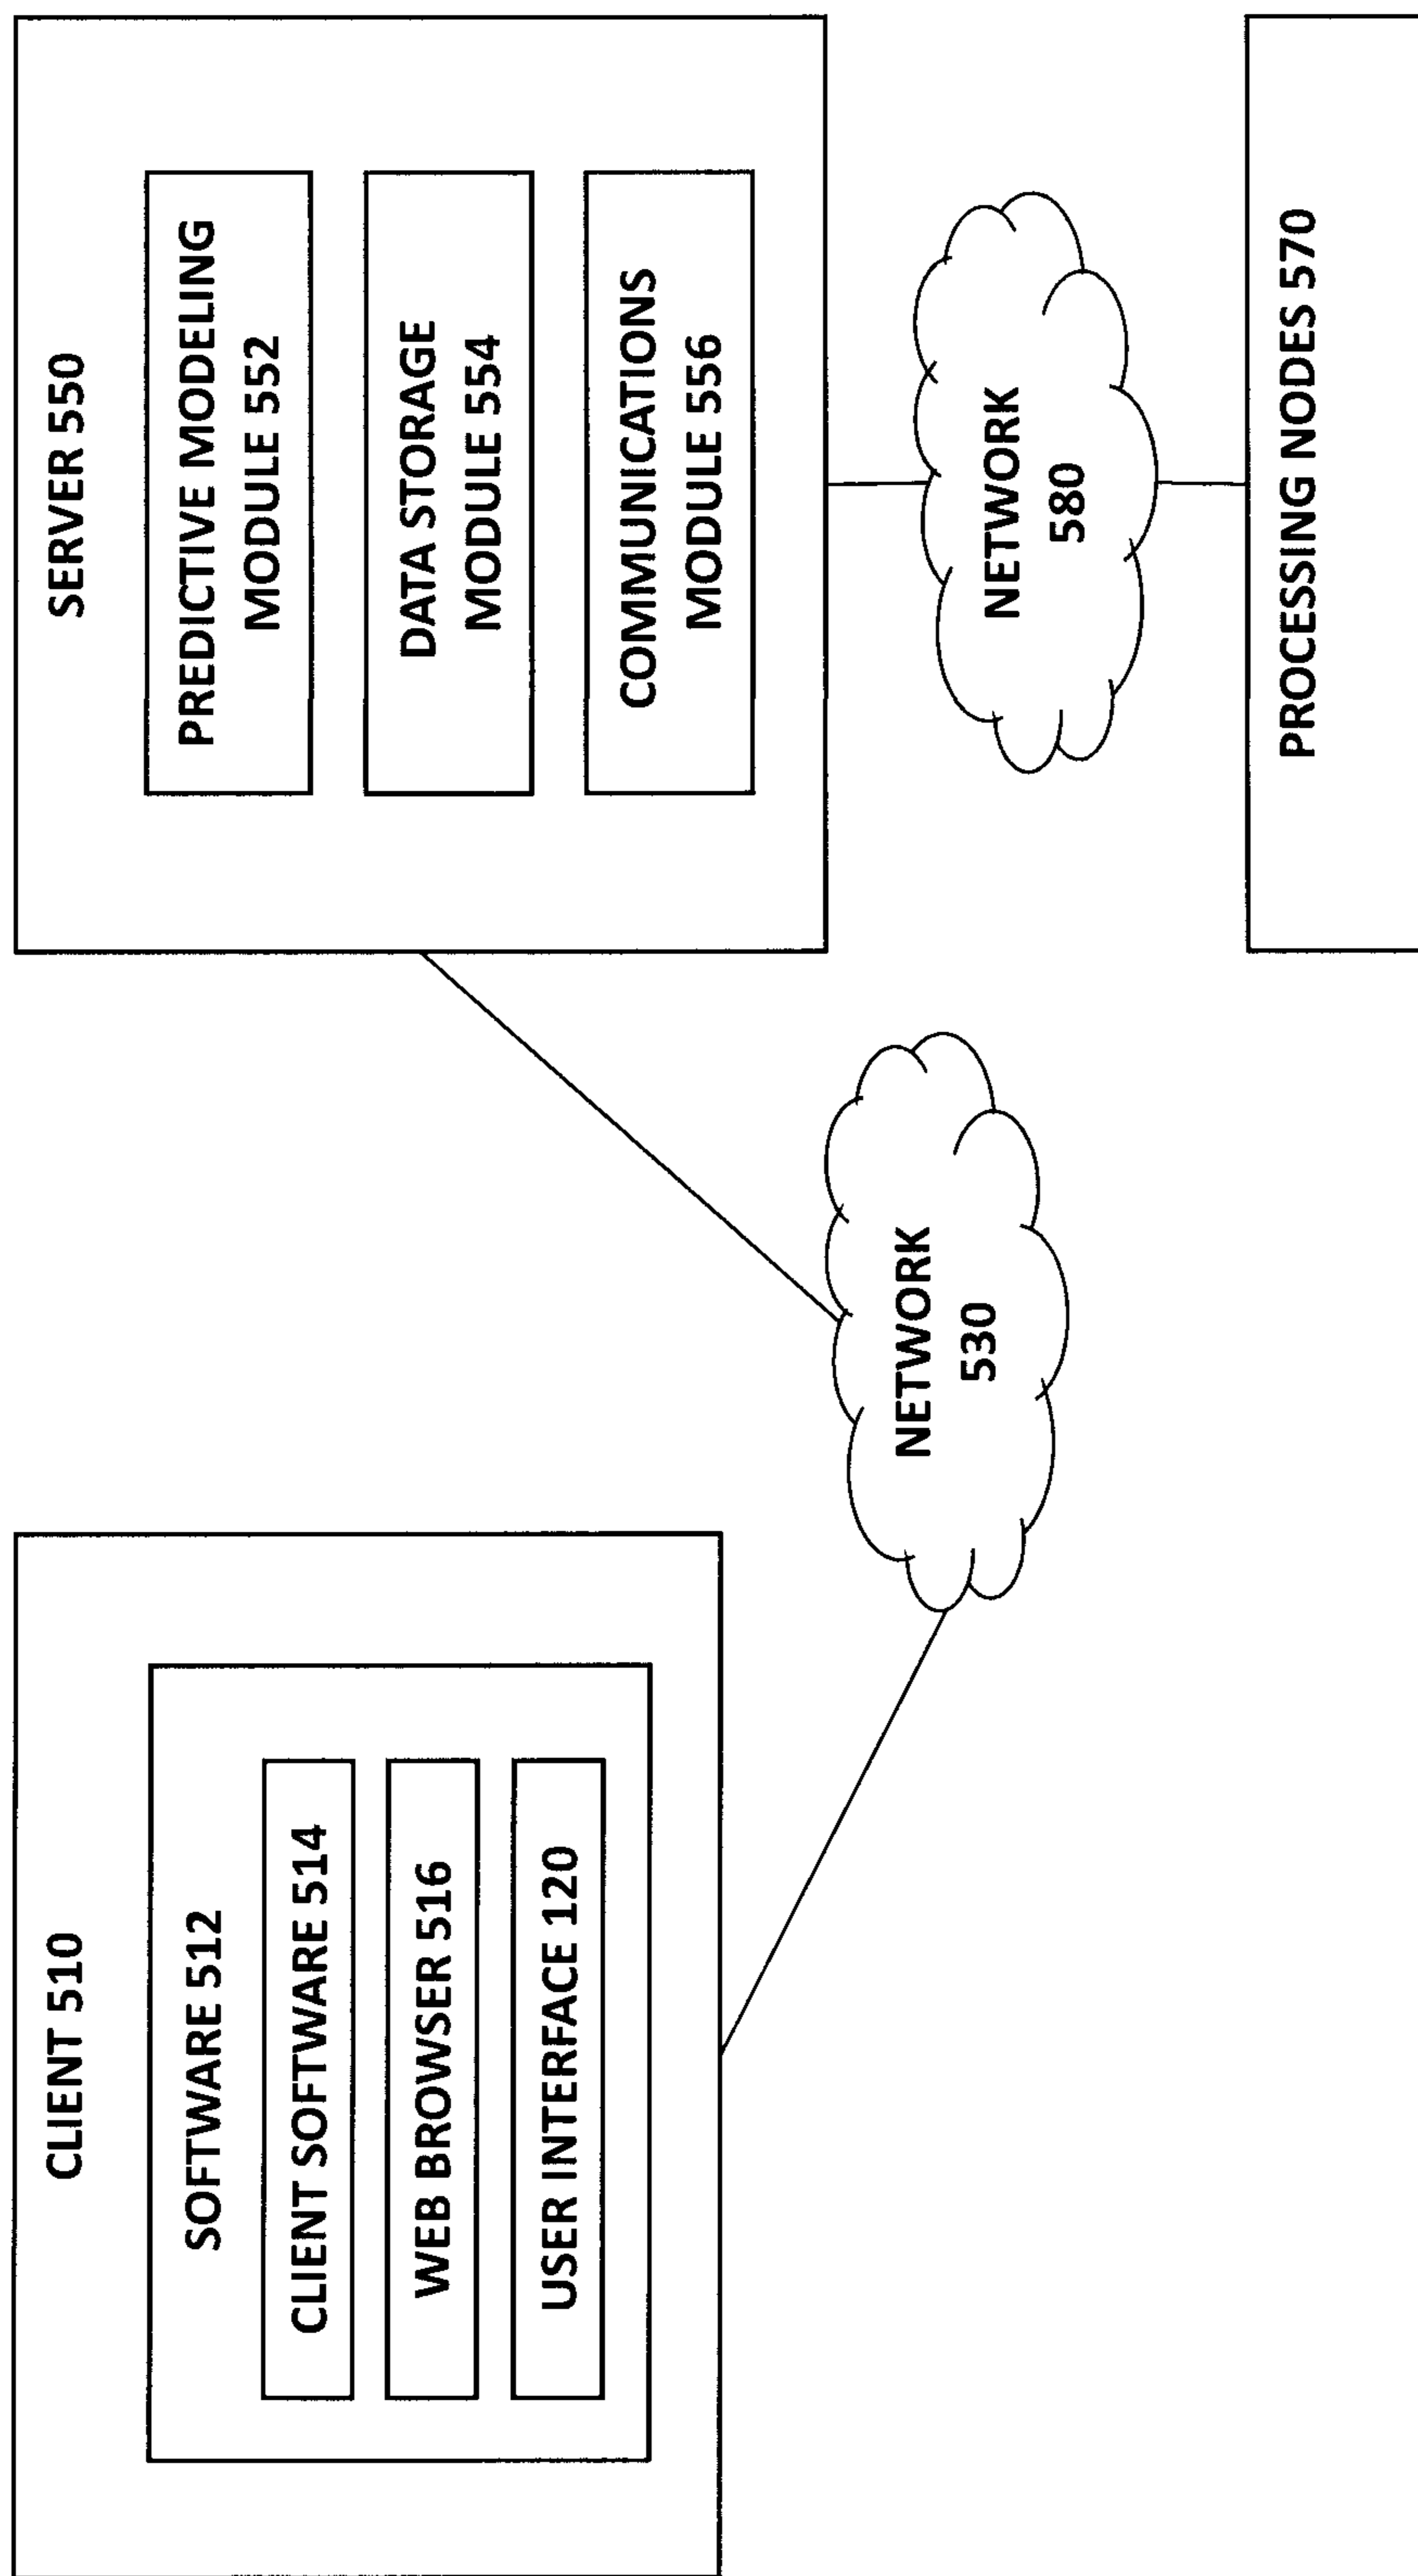 CLIENT 510
SOFTWARE 512
CLIENT SOFTWARE 514
WEB BROWSER 516
USER INTERFACE 120
NETWORK
530
SERVER 550
PREDICTIVE MODELING
MODULE 552
DATA STORAGE
MODULE 554
COMMUNICATIONS
MODULE 556
NETWORK
580
PROCESSING NODES 570